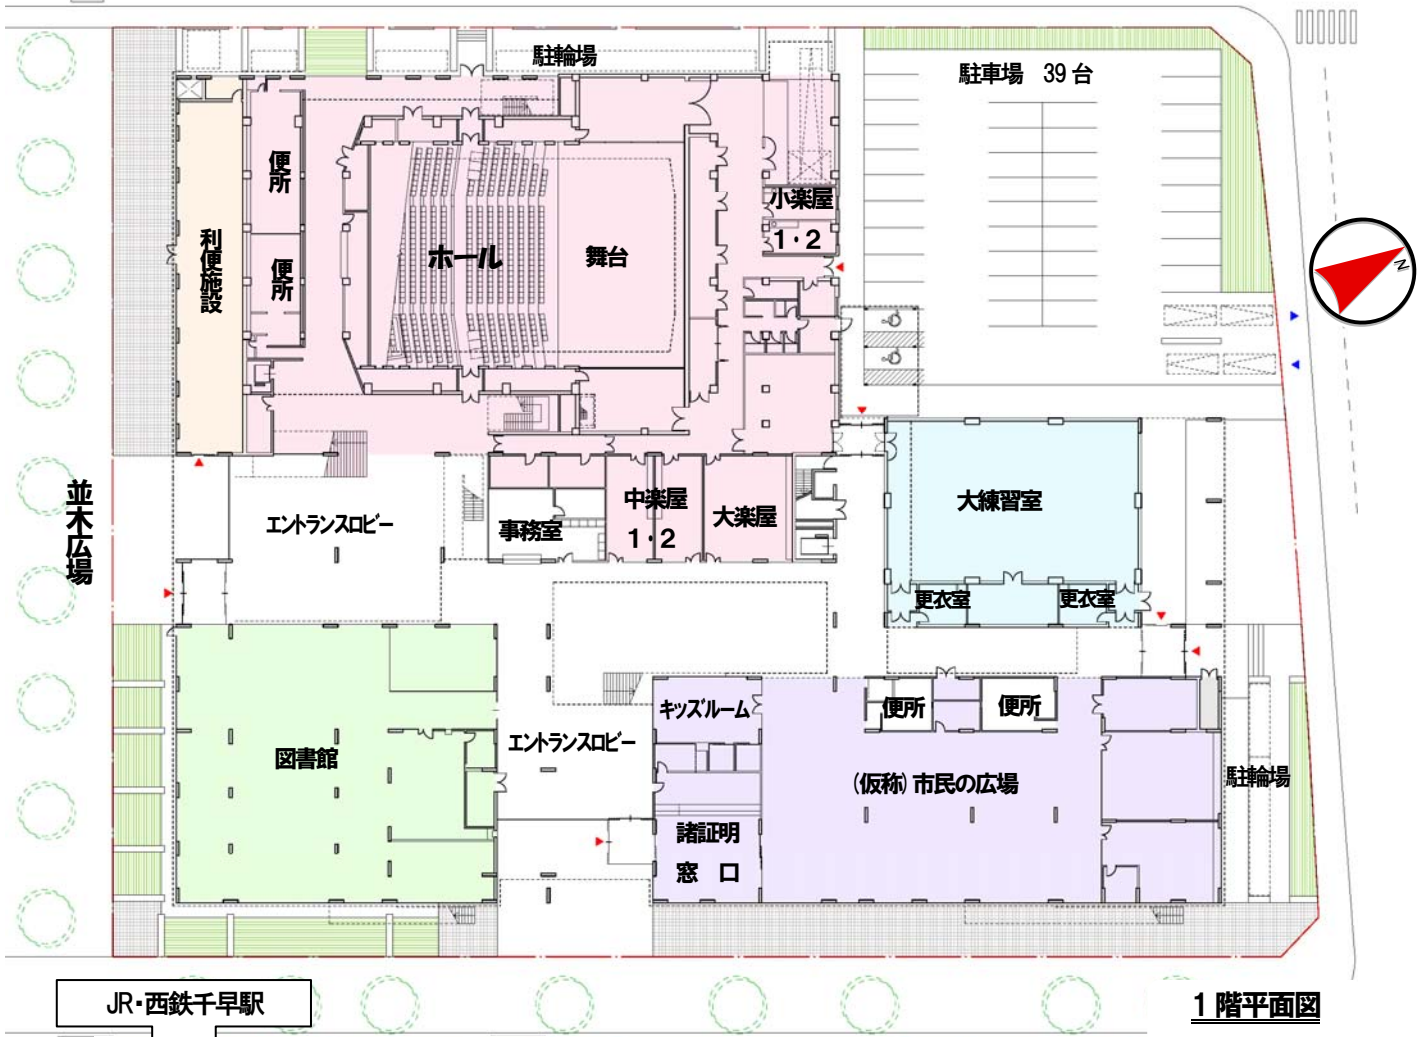 駐輪場
駐車場 39台
便所
小楽屋
1・2
利便施設
ホール
舞台
便所
N
並木広場
エントランスロビー
事務室
中楽屋
1・2
大楽屋
大練習室
更衣室
更衣室
キッズルーム
便所
便所
図書館
エントランスロビー
(仮称)市民の広場
駐輪場
諸証明
窓 口
JR・西鉄千早駅
1階平面図